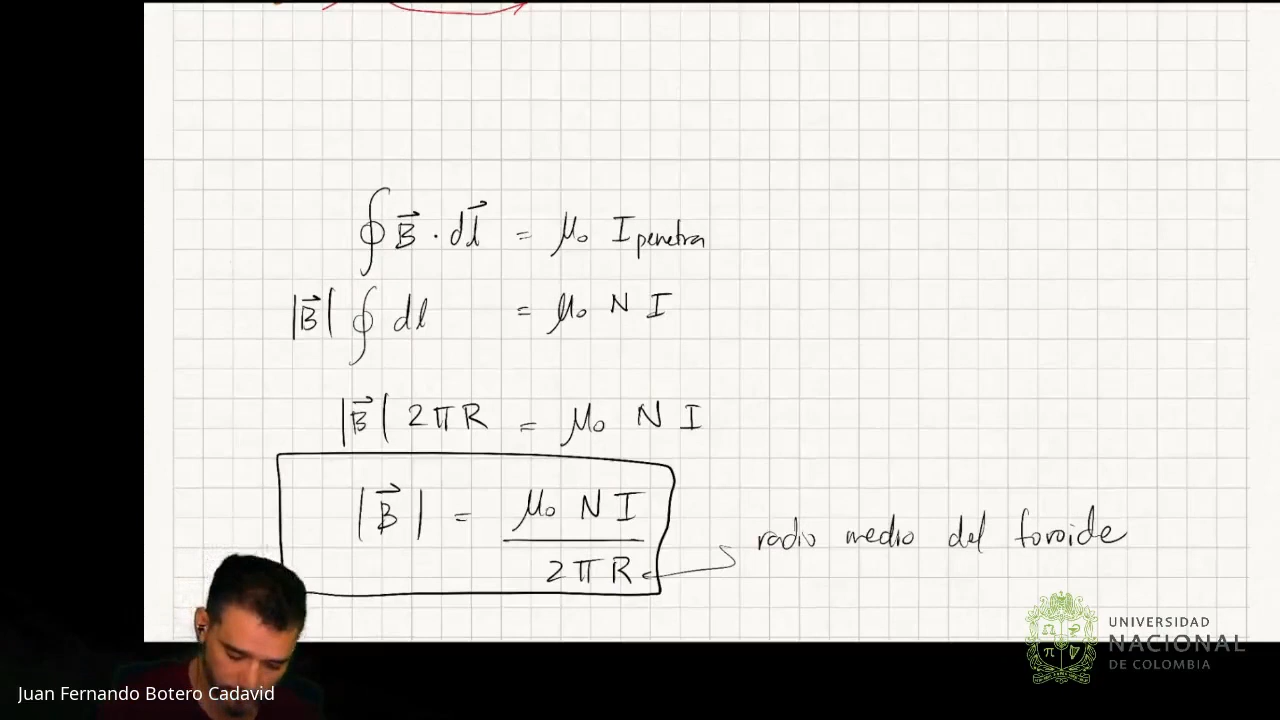 ∮ B⃗ · dl⃗ = μ₀ I penetra
|B⃗| ∮ dl = μ₀ N I
|B⃗| 2πR = μ₀ N I
|B⃗| = μ₀ N I / 2πR
radio medio del toroide
UNIVERSIDAD
NACIONAL
DE COLOMBIA
Juan Fernando Botero Cadavid